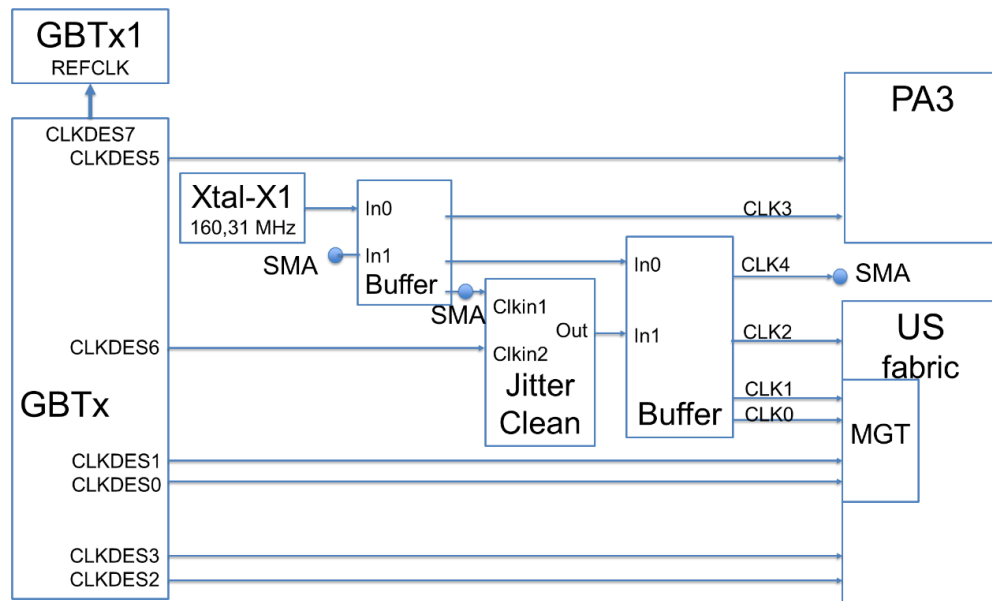 GBTx1
REFCLK
CLKDES7
CLKDES5
PA3
Xtal-X1
160,31 MHz
In0
In1
Buffer
SMA
CLK3
SMA
Clkin1
Clkin2
Out
Jitter
Clean
In0
In1
Buffer
CLK4
SMA
CLK2
CLK1
CLK0
US
fabric
MGT
CLKDES6
GBTx
CLKDES1
CLKDES0
CLKDES3
CLKDES2